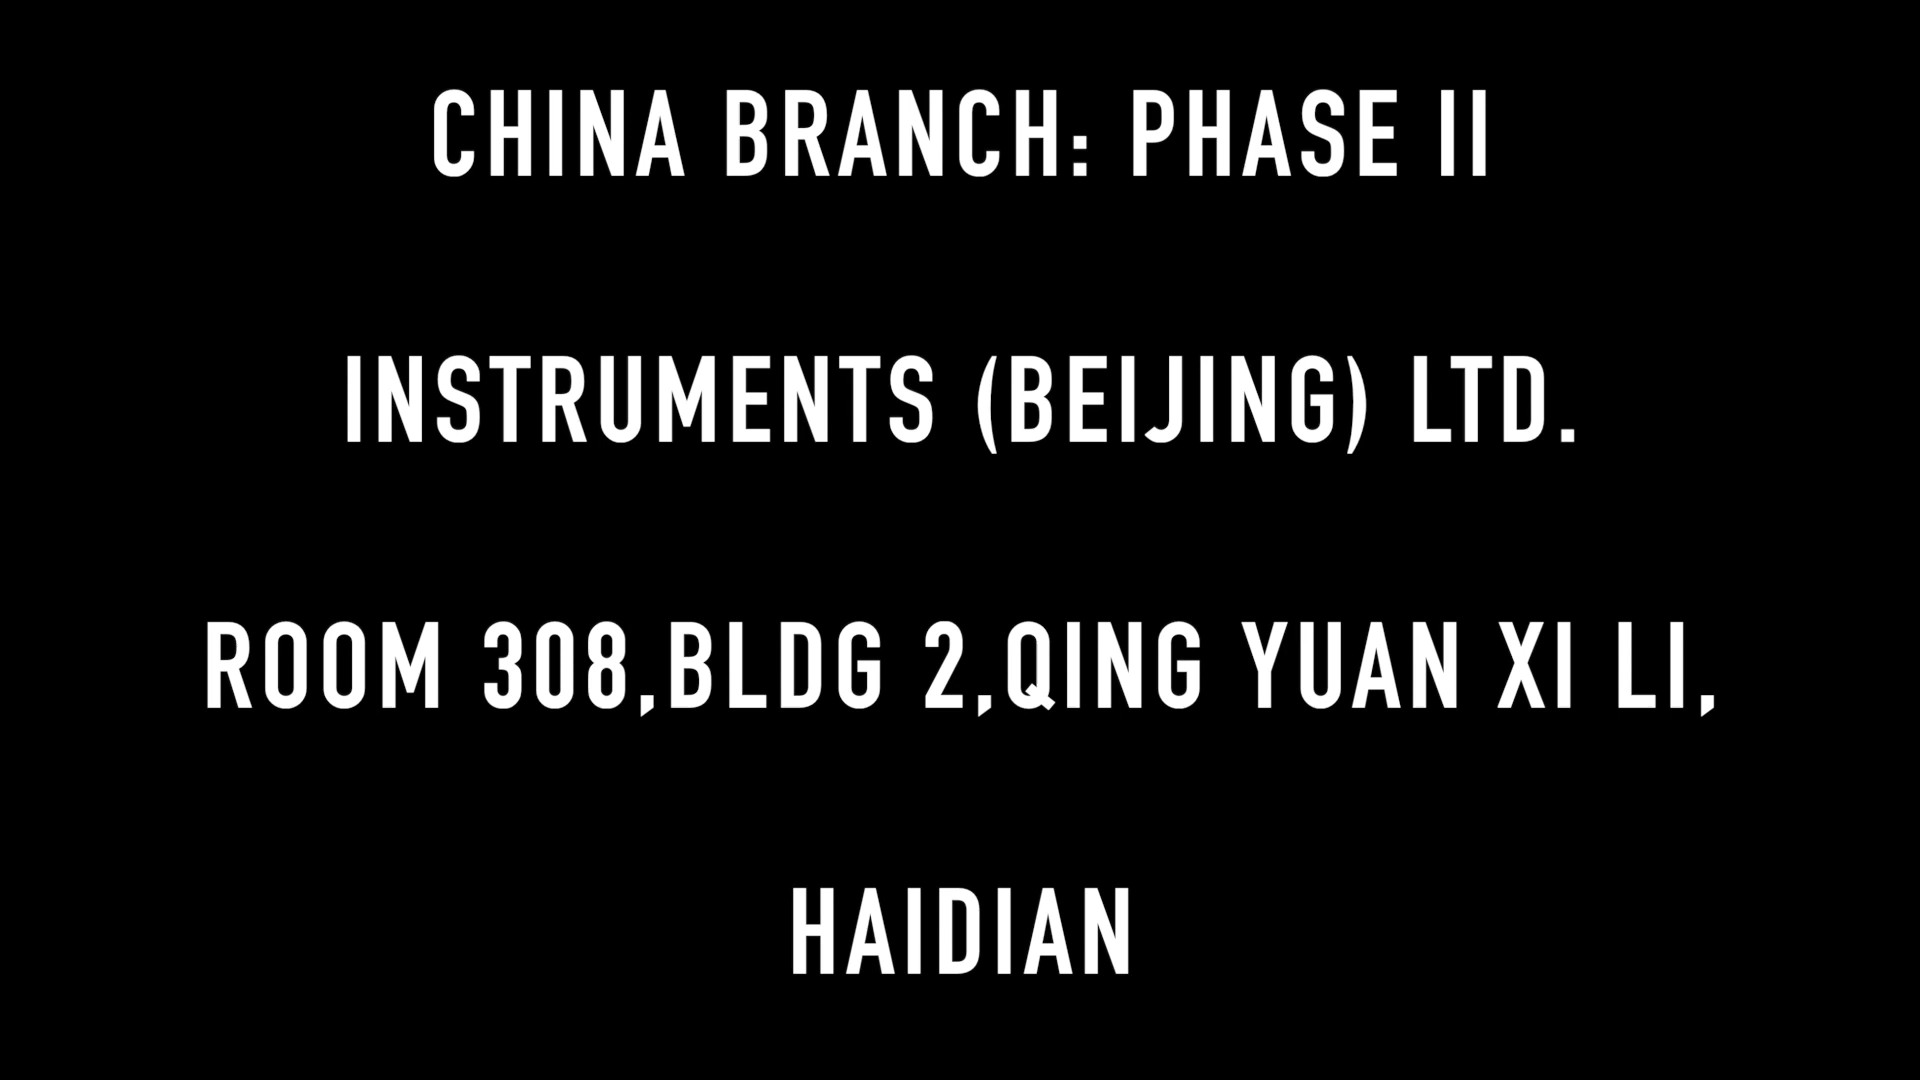 CHINA BRANCH: PHASE II
INSTRUMENTS (BEIJING) LTD.
ROOM 308,BLDG 2,QING YUAN XI LI,
HAIDIAN